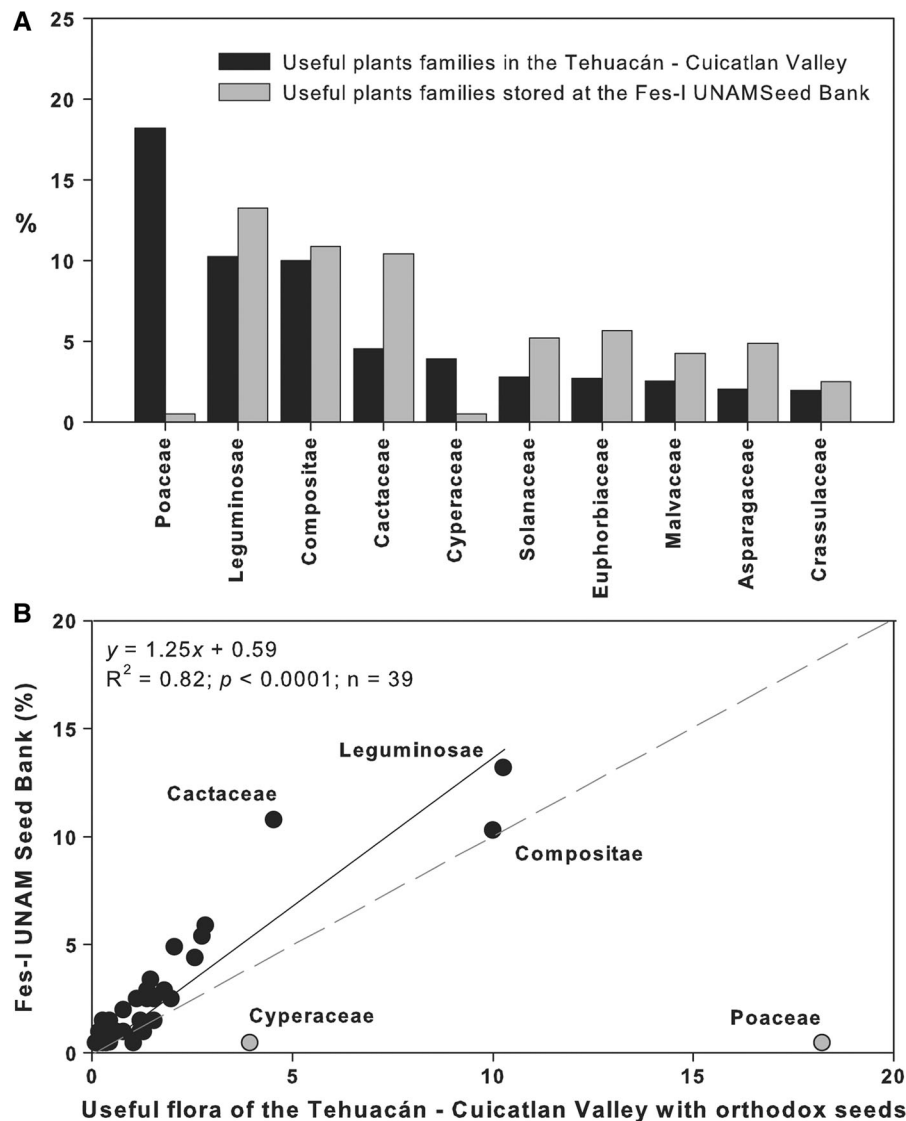 A
25
20
15
10
5
0
%
Useful plants families in the Tehuacán - Cuicatlan Valley
Useful plants families stored at the Fes-I UNAMSeed Bank
Poaceae
Leguminosae
Compositae
Cactaceae
Cyperaceae
Solanaceae
Euphorbiaceae
Malvaceae
Asparagaceae
Crassulaceae
B
20
15
10
5
0
Fes-I UNAM Seed Bank (%)
y = 1.25x + 0.59
R² = 0.82; p < 0.0001; n = 39
Leguminosae
Cactaceae
Compositae
Cyperaceae
Poaceae
0 5 10 15 20
Useful flora of the Tehuacán - Cuicatlan Valley with orthodox seeds